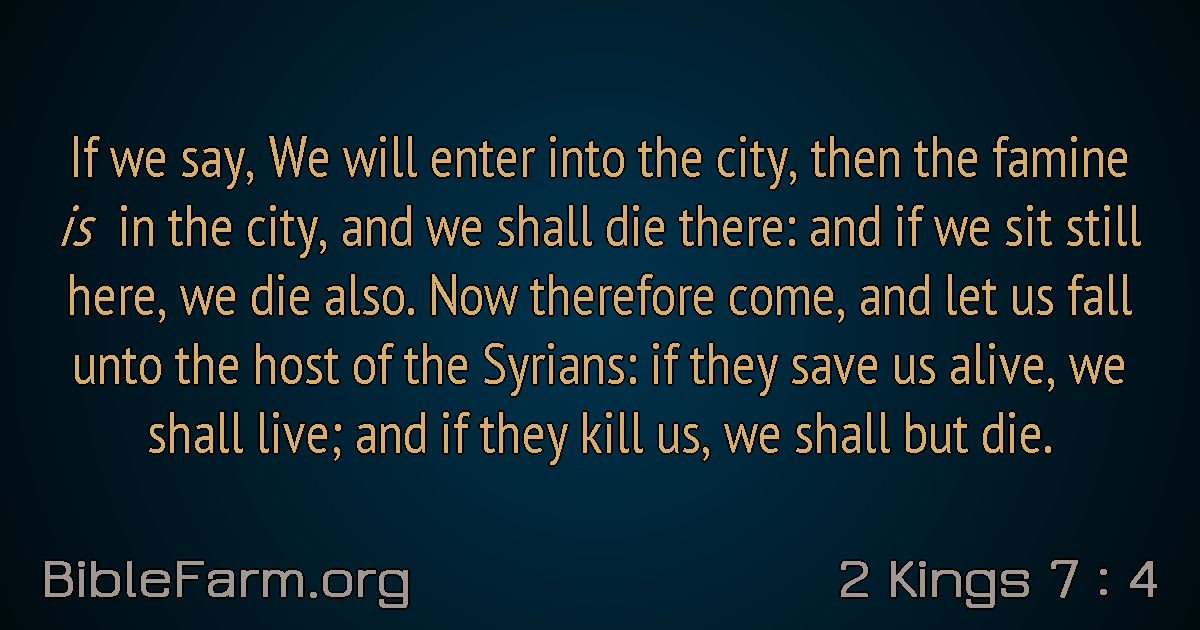 If we say, We will enter into the city, then the famine
is in the city, and we shall die there: and if we sit still
here, we die also. Now therefore come, and let us fall
unto the host of the Syrians: if they save us alive, we
shall live; and if they kill us, we shall but die.
BibleFarm.org
2 Kings 7 : 4